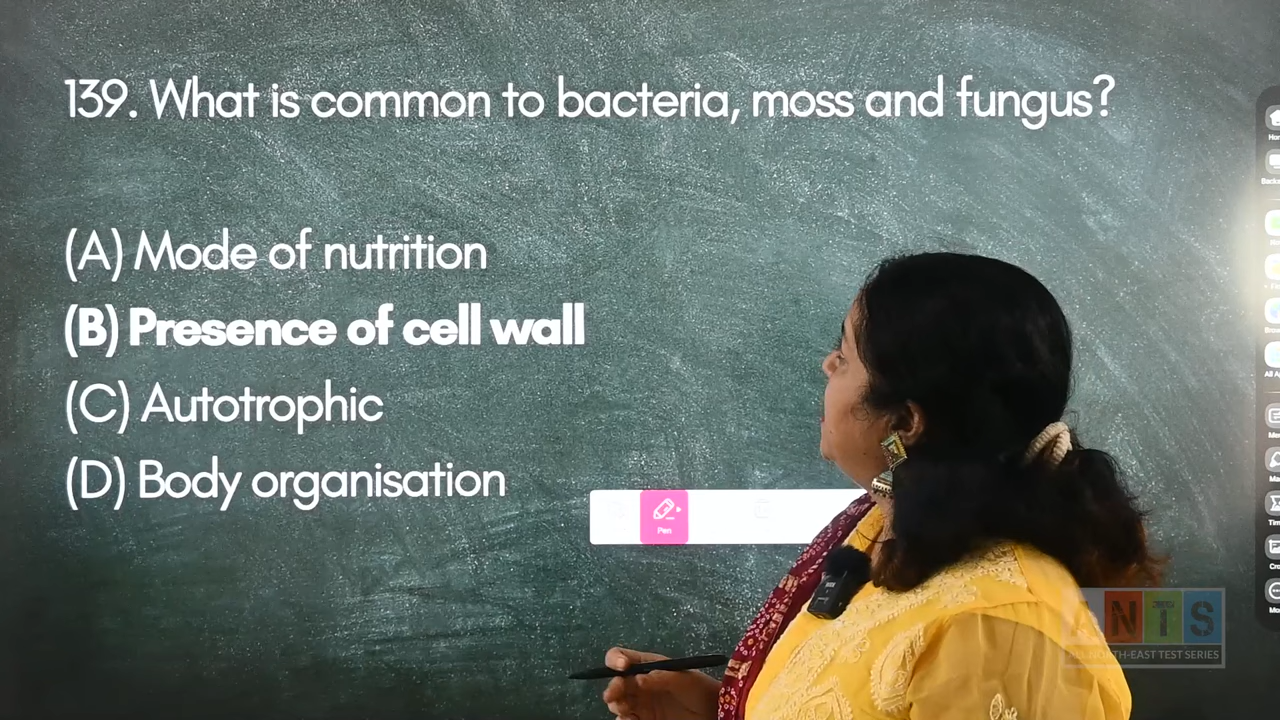 139. What is common to bacteria, moss and fungus?
(A) Mode of nutrition
(B) Presence of cell wall
(C) Autotrophic
(D) Body organisation
Pen
ANTS
NORTH-EAST TEST SERIES